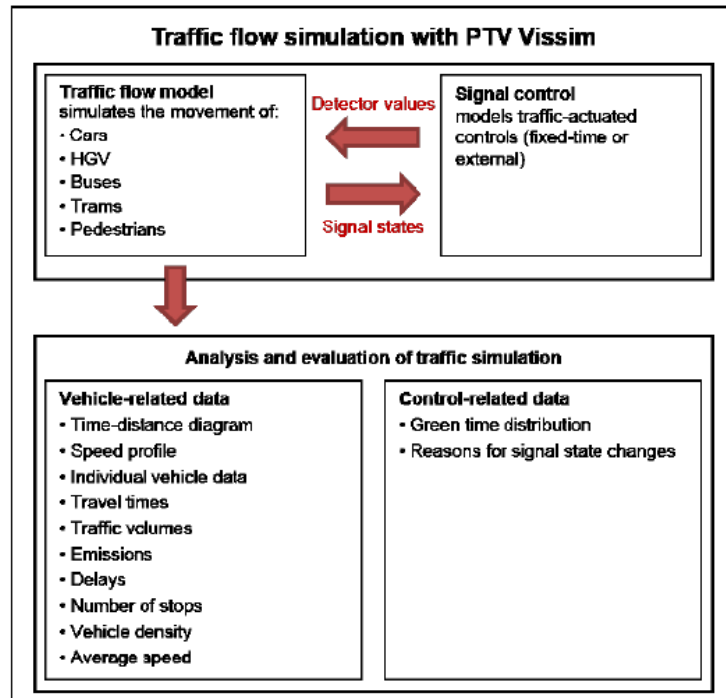 Traffic flow simulation with PTV Vissim
Traffic flow model
simulates the movement of:
• Cars
• HGV
• Buses
• Trams
• Pedestrians
Detector values
Signal states
Signal control
models traffic-actuated
controls (fixed-time or
external)
Analysis and evaluation of traffic simulation
Vehicle-related data
• Time-distance diagram
• Speed profile
• Individual vehicle data
• Travel times
• Traffic volumes
• Emissions
• Delays
• Number of stops
• Vehicle density
• Average speed
Control-related data
• Green time distribution
• Reasons for signal state changes